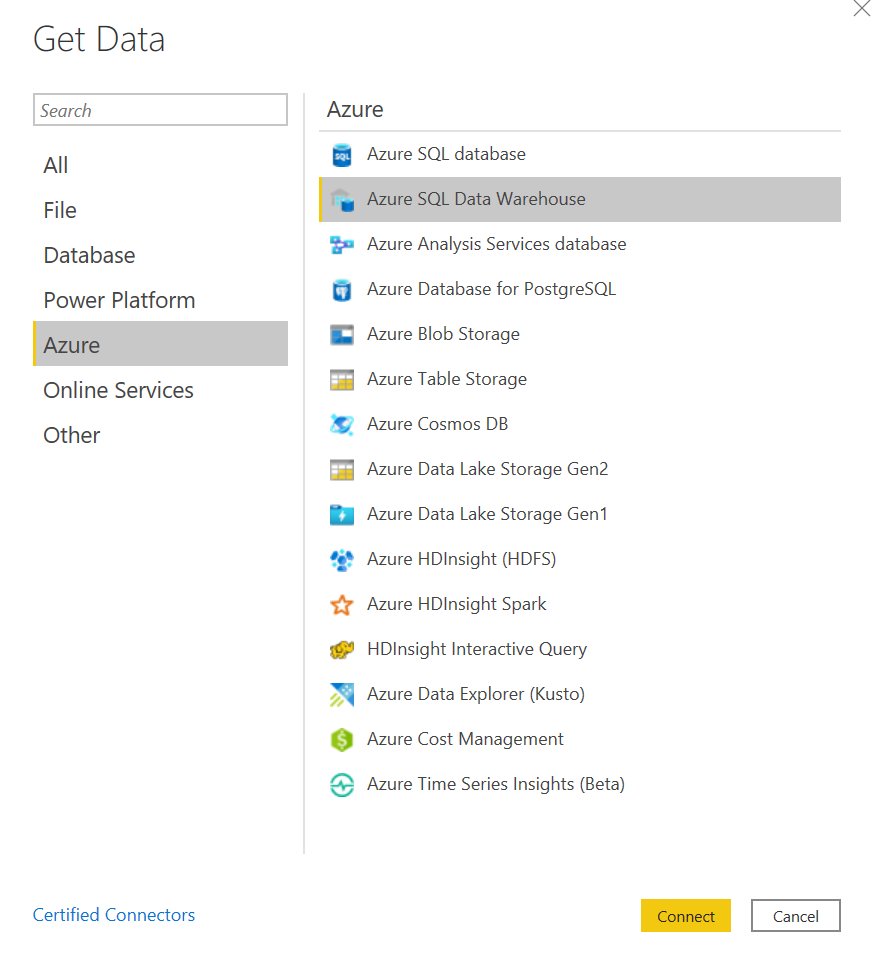 Get Data
Search
All
File
Database
Power Platform
Azure
Online Services
Other
Azure
Azure SQL database
Azure SQL Data Warehouse
Azure Analysis Services database
Azure Database for PostgreSQL
Azure Blob Storage
Azure Table Storage
Azure Cosmos DB
Azure Data Lake Storage Gen2
Azure Data Lake Storage Gen1
Azure HDInsight (HDFS)
Azure HDInsight Spark
HDInsight Interactive Query
Azure Data Explorer (Kusto)
Azure Cost Management
Azure Time Series Insights (Beta)
Certified Connectors
Connect
Cancel